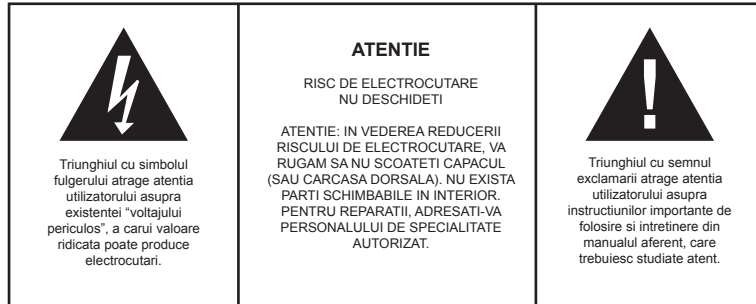 Triunghiul cu simbolul
fulgerului atrage atentia
utilizatorului asupra
existentei “voltajului
periculos”, a carui valoare
ridicata poate produce
electrocutari.
ATENTIE
RISC DE ELECTROCUTARE
NU DESCHIDETI
ATENTIE: IN VEDEREA REDUCERII
RISCULUI DE ELECTROCUTARE, VA
RUGAM SA NU SCOATETI CAPACUL
(SAU CARCASA DORSALA). NU EXISTA
PARTI SCHIMBABILE IN INTERIOR.
PENTRU REPARATII, ADRESATI-VA
PERSONALULUI DE SPECIALITATE
AUTORIZAT.
!
Triunghiul cu semnul
exclamarii atrage atentia
utilizatorului asupra
instructiunilor importante de
folosire si intretinere din
manualul aferent, care
trebuiesc studiate atent.